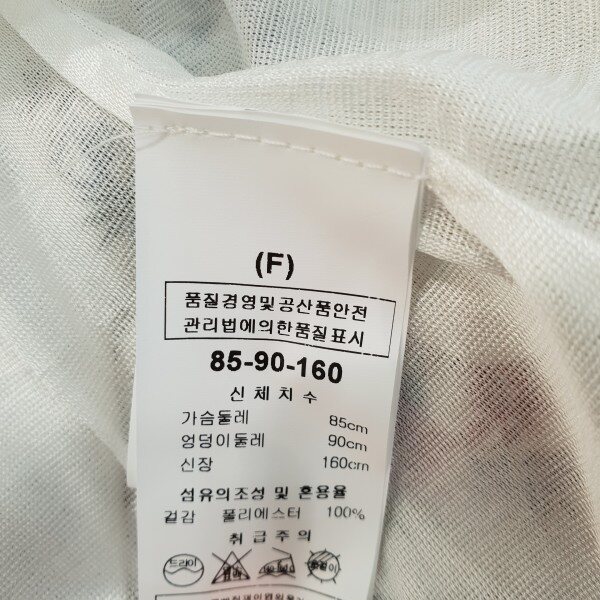 (F)
품질경영및공산품안전
관리법에의한품질표시
85-90-160
신체치수
가슴둘레 85cm
엉덩이둘레 90cm
신장 160cm
섬유의조성 및 혼용율
겉감 폴리에스터 100%
취급주의
드라이